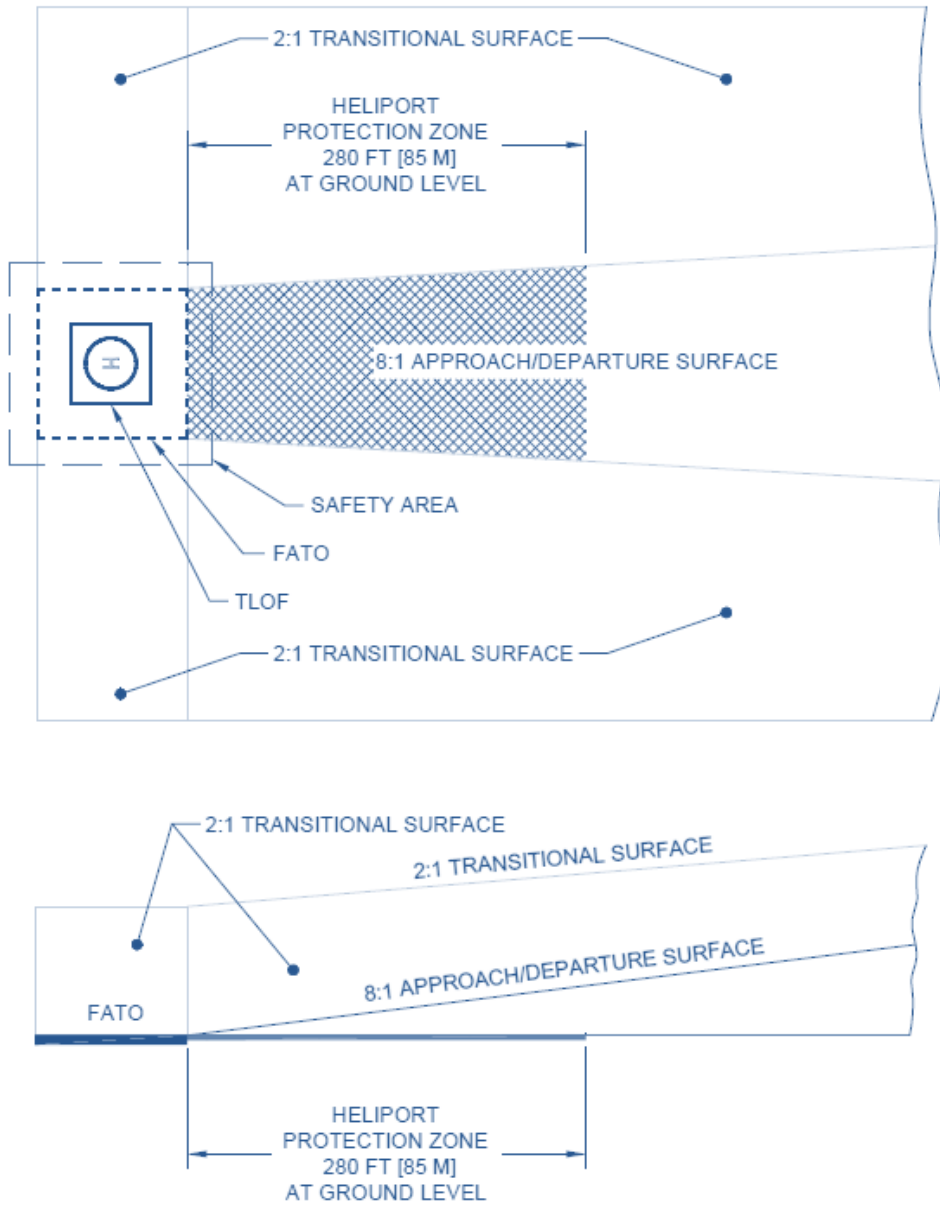 2:1 TRANSITIONAL SURFACE
HELIPORT
PROTECTION ZONE
280 FT [85 M]
AT GROUND LEVEL
H
8:1 APPROACH/DEPARTURE SURFACE
SAFETY AREA
FATO
TLOF
2:1 TRANSITIONAL SURFACE
2:1 TRANSITIONAL SURFACE
2:1 TRANSITIONAL SURFACE
8:1 APPROACH/DEPARTURE SURFACE
FATO
HELIPORT
PROTECTION ZONE
280 FT [85 M]
AT GROUND LEVEL